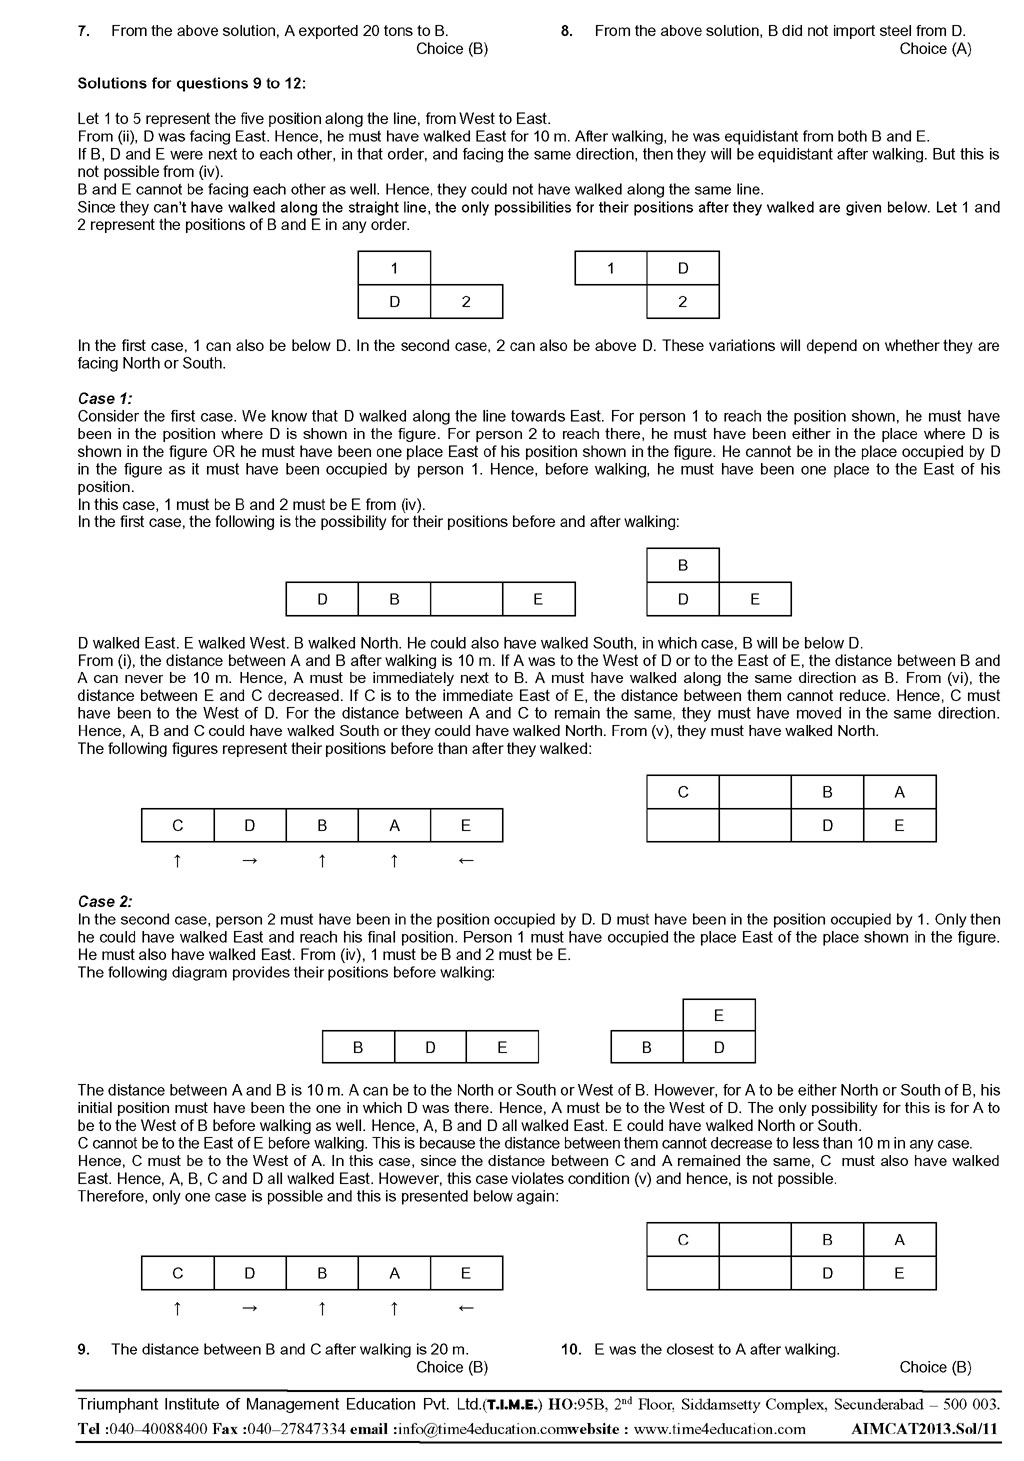 7. From the above solution, A exported 20 tons to B.
Choice (B)
8. From the above solution, B did not import steel from D.
Choice (A)
Solutions for questions 9 to 12:
Let 1 to 5 represent the five position along the line, from West to East.
From (ii), D was facing East. Hence, he must have walked East for 10 m. After walking, he was equidistant from both B and E.
If B, D and E were next to each other, in that order, and facing the same direction, then they will be equidistant after walking. But this is
not possible from (iv).
B and E cannot be facing each other as well. Hence, they could not have walked along the same line.
Since they can't have walked along the straight line, the only possibilities for their positions after they walked are given below. Let 1 and
2 represent the positions of B and E in any order.
1
D 2
1 D
2
In the first case, 1 can also be below D. In the second case, 2 can also be above D. These variations will depend on whether they are
facing North or South.
Case 1:
Consider the first case. We know that D walked along the line towards East. For person 1 to reach the position shown, he must have
been in the position where D is shown in the figure. For person 2 to reach there, he must have been either in the place where D is
shown in the figure OR he must have been one place East of his position shown in the figure. He cannot be in the place occupied by D
in the figure as it must have been occupied by person 1. Hence, before walking, he must have been one place to the East of his
position.
In this case, 1 must be B and 2 must be E from (iv).
In the first case, the following is the possibility for their positions before and after walking:
D B E
B
D E
D walked East. E walked West. B walked North. He could also have walked South, in which case, B will be below D.
From (i), the distance between A and B after walking is 10 m. If A was to the West of D or to the East of E, the distance between B and
A can never be 10 m. Hence, A must be immediately next to B. A must have walked along the same direction as B. From (vi), the
distance between E and C decreased. If C is to the immediate East of E, the distance between them cannot reduce. Hence, C must
have been to the West of D. For the distance between A and C to remain the same, they must have moved in the same direction.
Hence, A, B and C could have walked South or they could have walked North. From (v), they must have walked North.
The following figures represent their positions before than after they walked:
C D B A E
↑ → ↑ ↑ ←
C B A
D E
Case 2:
In the second case, person 2 must have been in the position occupied by D. D must have been in the position occupied by 1. Only then
he could have walked East and reach his final position. Person 1 must have occupied the place East of the place shown in the figure.
He must also have walked East. From (iv), 1 must be B and 2 must be E.
The following diagram provides their positions before walking:
B D E
E
B D
The distance between A and B is 10 m. A can be to the North or South or West of B. However, for A to be either North or South of B, his
initial position must have been the one in which D was there. Hence, A must be to the West of D. The only possibility for this is for A to
be to the West of B before walking as well. Hence, A, B and D all walked East. E could have walked North or South.
C cannot be to the East of E before walking. This is because the distance between them cannot decrease to less than 10 m in any case.
Hence, C must be to the West of A. In this case, since the distance between C and A remained the same, C must also have walked
East. Hence, A, B, C and D all walked East. However, this case violates condition (v) and hence, is not possible.
Therefore, only one case is possible and this is presented below again:
C D B A E
↑ → ↑ ↑ ←
C B A
D E
9. The distance between B and C after walking is 20 m.
Choice (B)
10. E was the closest to A after walking.
Choice (B)
Triumphant Institute of Management Education Pvt. Ltd.(T.I.M.E.) HO:95B, 2nd Floor, Siddamsetty Complex, Secunderabad – 500 003.
Tel :040–40088400 Fax :040–27847334 email :info@time4education.comwebsite : www.time4education.com AIMCAT2013.Sol/11